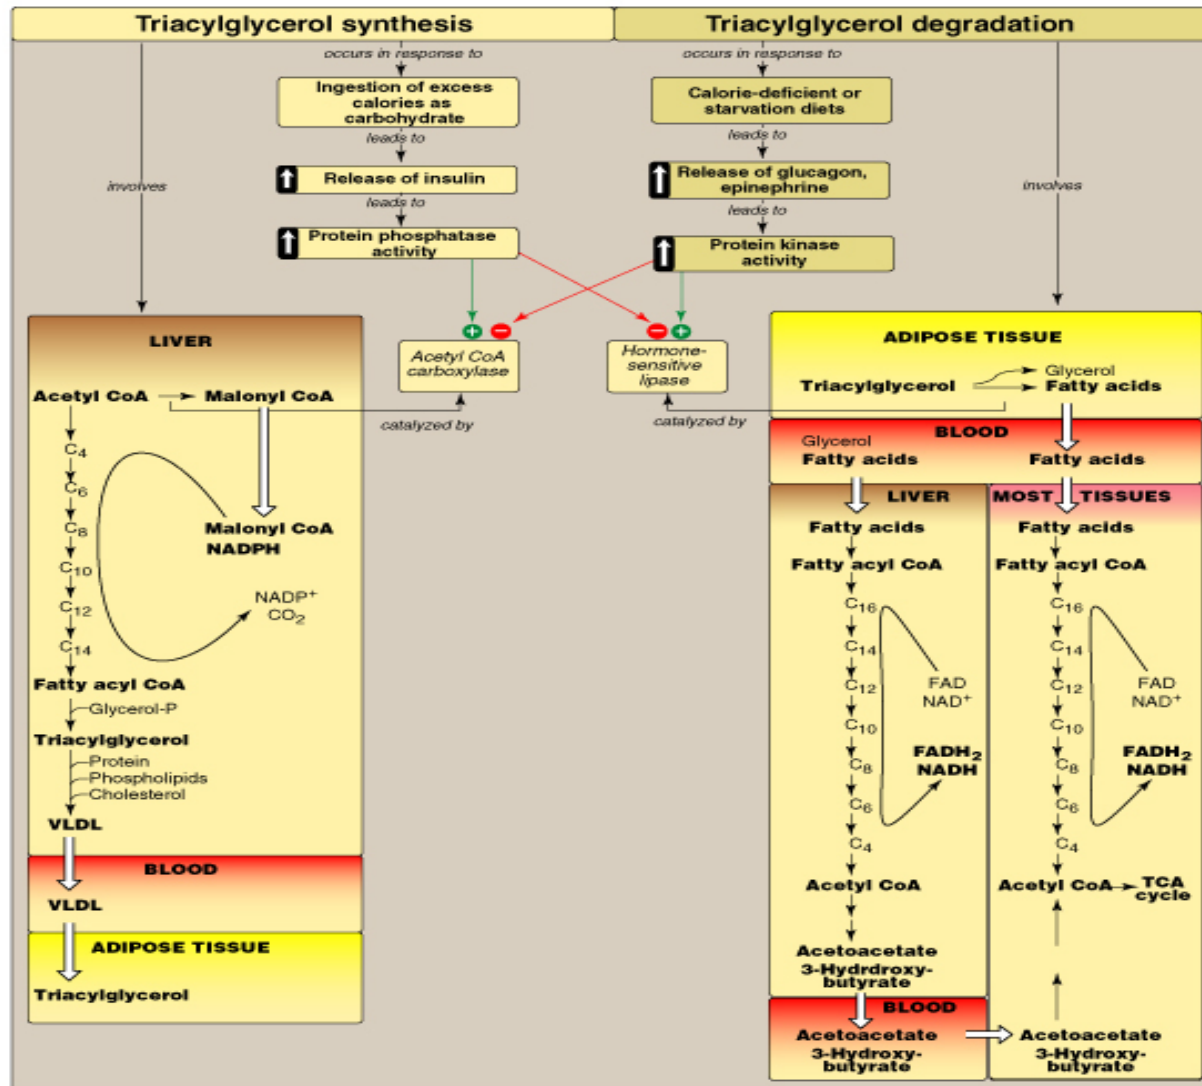 Triacylglycerol synthesis
occurs in response to
Ingestion of excess
calories as
carbohydrate
leads to
Release of insulin
leads to
Protein phosphatase
activity
involves
Triacylglycerol degradation
occurs in response to
Calorie-deficient or
starvation diets
leads to
Release of glucagon,
epinephrine
leads to
Protein kinase
activity
involves
+ −
Acetyl CoA
carboxylase
catalyzed by
− +
Hormone-
sensitive
lipase
catalyzed by
LIVER
Acetyl CoA
Malonyl CoA
C4
C6
C8
C10
C12
C14
Malonyl CoA
NADPH
NADP+
CO2
Fatty acyl CoA
Glycerol-P
Triacylglycerol
Protein
Phospholipids
Cholesterol
VLDL
BLOOD
VLDL
ADIPOSE TISSUE
Triacylglycerol
ADIPOSE TISSUE
Triacylglycerol
Glycerol
Fatty acids
BLOOD
Glycerol
Fatty acids
Fatty acids
LIVER
Fatty acids
Fatty acyl CoA
C16
C14
C12
C10
C8
C6
C4
FAD
NAD+
FADH2
NADH
Acetyl CoA
Acetoacetate
3-Hydrdroxy-
butyrate
BLOOD
Acetoacetate
3-Hydroxy-
butyrate
MOST TISSUES
Fatty acids
Fatty acyl CoA
C16
C14
C12
C10
C8
C6
C4
FAD
NAD+
FADH2
NADH
Acetyl CoA
TCA
cycle
Acetoacetate
3-Hydroxy-
butyrate